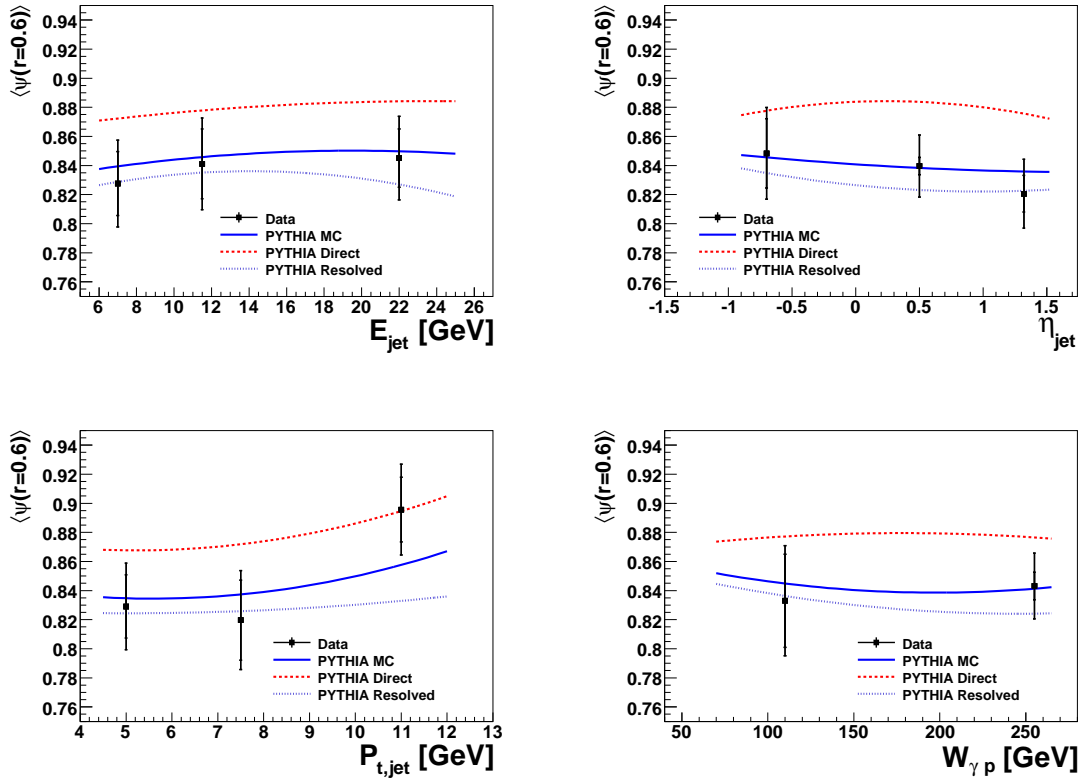 ⟨ψ(r=0.6)⟩
0.94
0.92
0.9
0.88
0.86
0.84
0.82
0.8
0.78
0.76
Data
PYTHIA MC
PYTHIA Direct
PYTHIA Resolved
6 8 10 12 14 16 18 20 22 24 26
E_jet [GeV]
⟨ψ(r=0.6)⟩
0.94
0.92
0.9
0.88
0.86
0.84
0.82
0.8
0.78
0.76
Data
PYTHIA MC
PYTHIA Direct
PYTHIA Resolved
-1.5 -1 -0.5 0 0.5 1 1.5
η_jet
⟨ψ(r=0.6)⟩
0.94
0.92
0.9
0.88
0.86
0.84
0.82
0.8
0.78
0.76
Data
PYTHIA MC
PYTHIA Direct
PYTHIA Resolved
4 5 6 7 8 9 10 11 12 13
P_t,jet [GeV]
⟨ψ(r=0.6)⟩
0.94
0.92
0.9
0.88
0.86
0.84
0.82
0.8
0.78
0.76
Data
PYTHIA MC
PYTHIA Direct
PYTHIA Resolved
50 100 150 200 250
W_γ p [GeV]